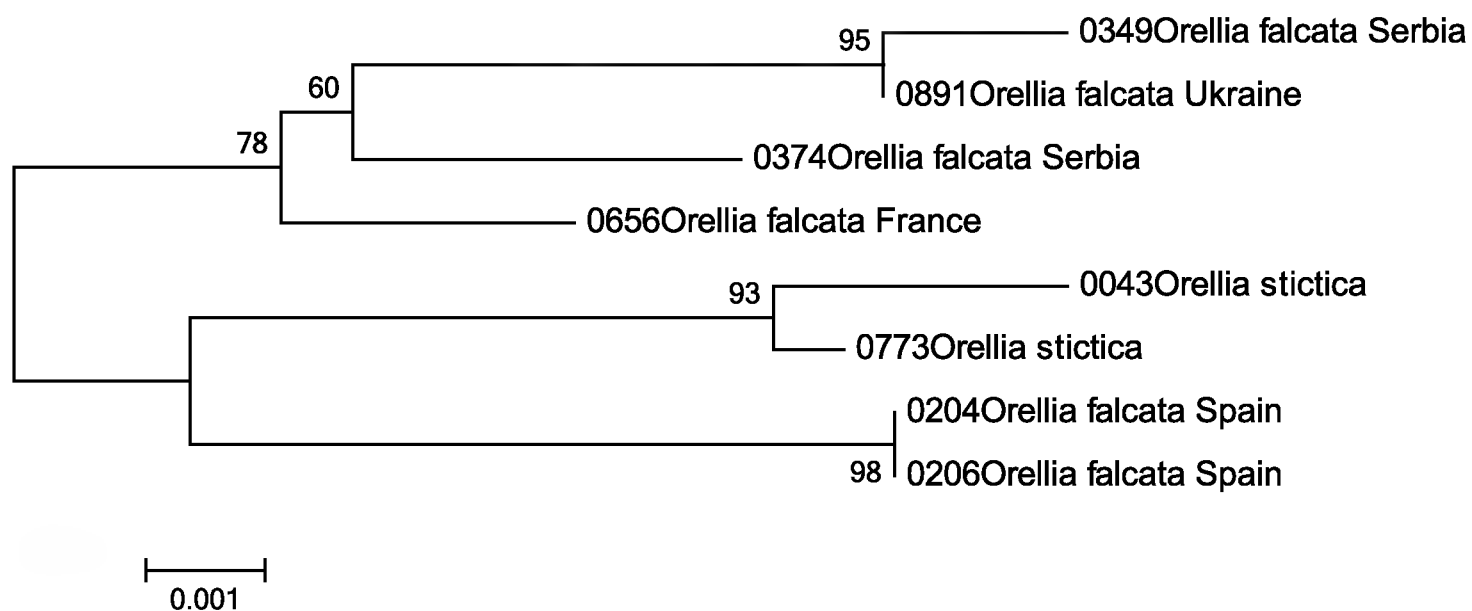 95
0349Orellia falcata Serbia
60
0891Orellia falcata Ukraine
78
0374Orellia falcata Serbia
0656Orellia falcata France
93
0043Orellia stictica
0773Orellia stictica
0204Orellia falcata Spain
98
0206Orellia falcata Spain
0.001